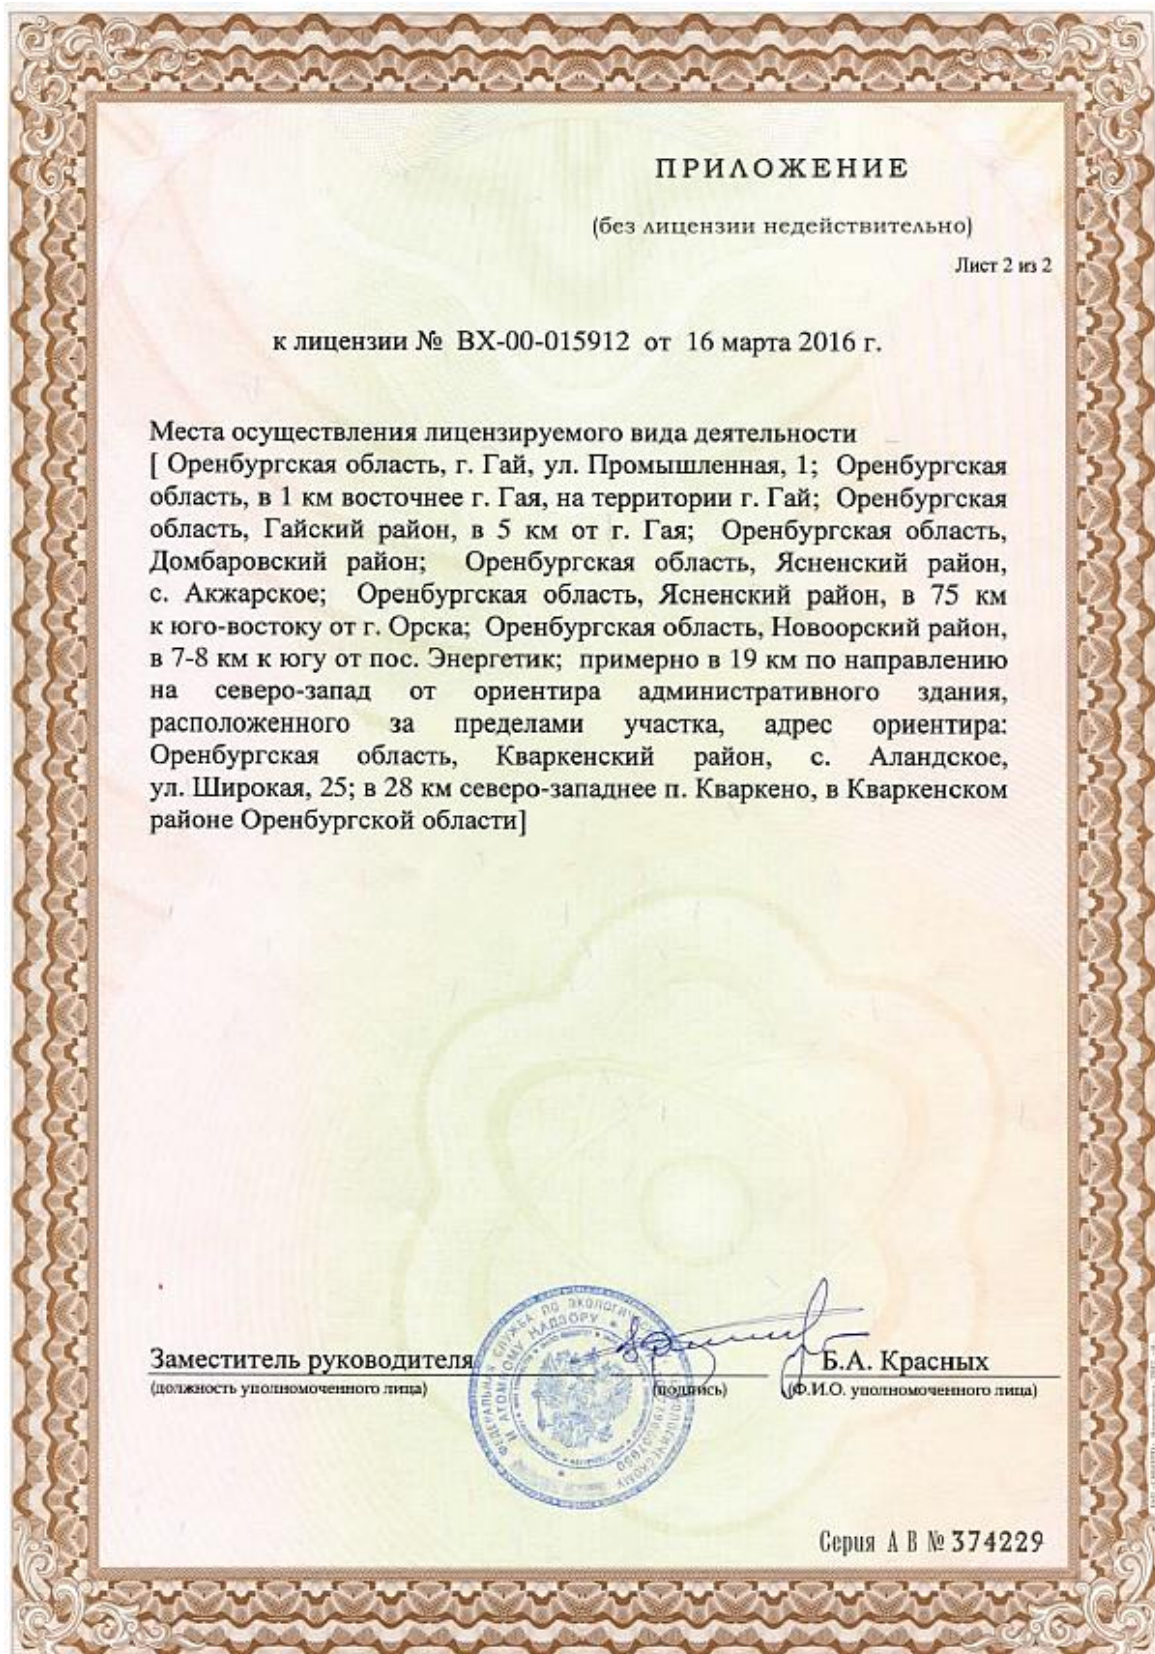 ПРИЛОЖЕНИЕ
(без лицензии недействительно)
Лист 2 из 2
к лицензии № ВХ-00-015912 от 16 марта 2016 г.
Места осуществления лицензируемого вида деятельности
[ Оренбургская область, г. Гай, ул. Промышленная, 1; Оренбургская
область, в 1 км восточнее г. Гая, на территории г. Гай; Оренбургская
область, Гайский район, в 5 км от г. Гая; Оренбургская область,
Домбаровский район; Оренбургская область, Ясненский район,
с. Акжарское; Оренбургская область, Ясненский район, в 75 км
к юго-востоку от г. Орска; Оренбургская область, Новоорский район,
в 7-8 км к югу от пос. Энергетик; примерно в 19 км по направлению
на северо-запад от ориентира административного здания,
расположенного за пределами участка, адрес ориентира:
Оренбургская область, Кваркенский район, с. Аландское,
ул. Широкая, 25; в 28 км северо-западнее п. Кваркено, в Кваркенском
районе Оренбургской области]
ФЕДЕРАЛЬНАЯ СЛУЖБА ПО ЭКОЛОГИЧЕСКОМУ
И АТОМНОМУ НАДЗОРУ
Заместитель руководителя
Б.А. Красных
(должность уполномоченного лица)
(подпись)
(Ф.И.О. уполномоченного лица)
Серия А В № 374229